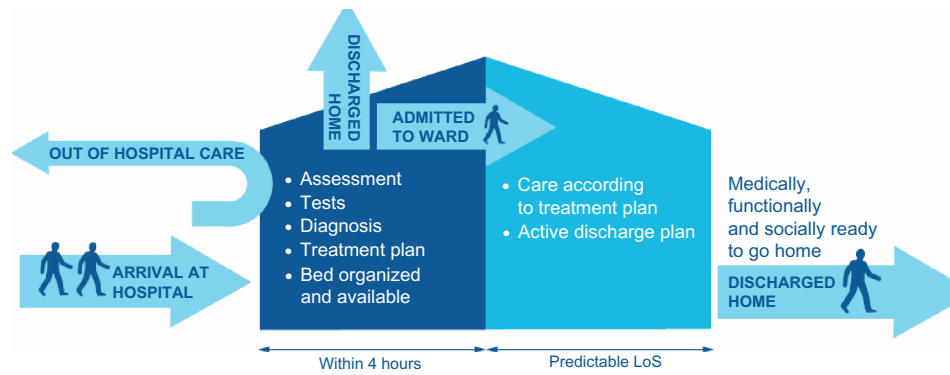 DISCHARGED
HOME
ADMITTED
TO WARD
OUT OF HOSPITAL CARE
ARRIVAL AT
HOSPITAL
• Assessment
• Tests
• Diagnosis
• Treatment plan
• Bed organized
and available
• Care according
to treatment plan
• Active discharge plan
Medically,
functionally
and socially ready
to go home
DISCHARGED
HOME
Within 4 hours
Predictable LoS